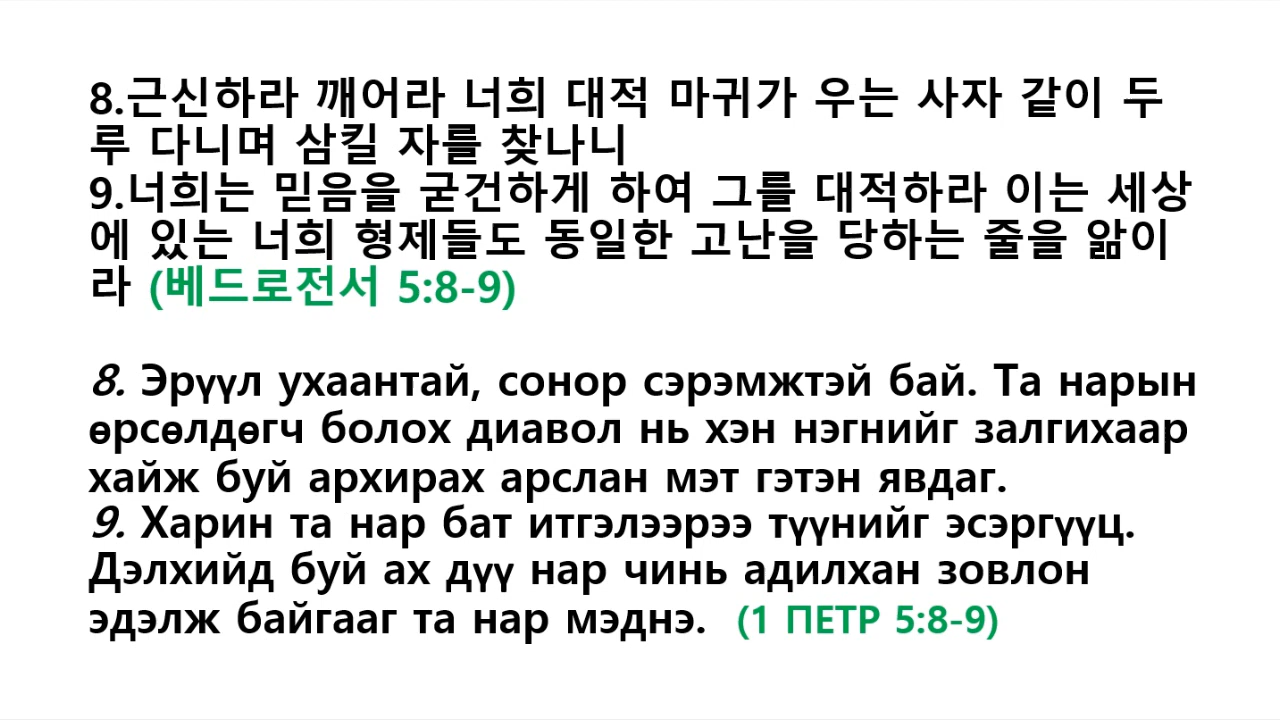 8.근신하라 깨어라 너희 대적 마귀가 우는 사자 같이 두
루 다니며 삼킬 자를 찾나니
9.너희는 믿음을 굳건하게 하여 그를 대적하라 이는 세상
에 있는 너희 형제들도 동일한 고난을 당하는 줄을 앎이
라 (베드로전서 5:8-9)
8. Эрүүл ухаантай, сонор сэрэмжтэй бай. Та нарын
өрсөлдөгч болох диавол нь хэн нэгнийг залгихаар
хайж буй архирах арслан мэт гэтэн явдаг.
9. Харин та нар бат итгэлээрээ түүнийг эсэргүүц.
Дэлхийд буй ах дүү нар чинь адилхан зовлон
эдэлж байгааг та нар мэднэ. (1 ПЕТР 5:8-9)